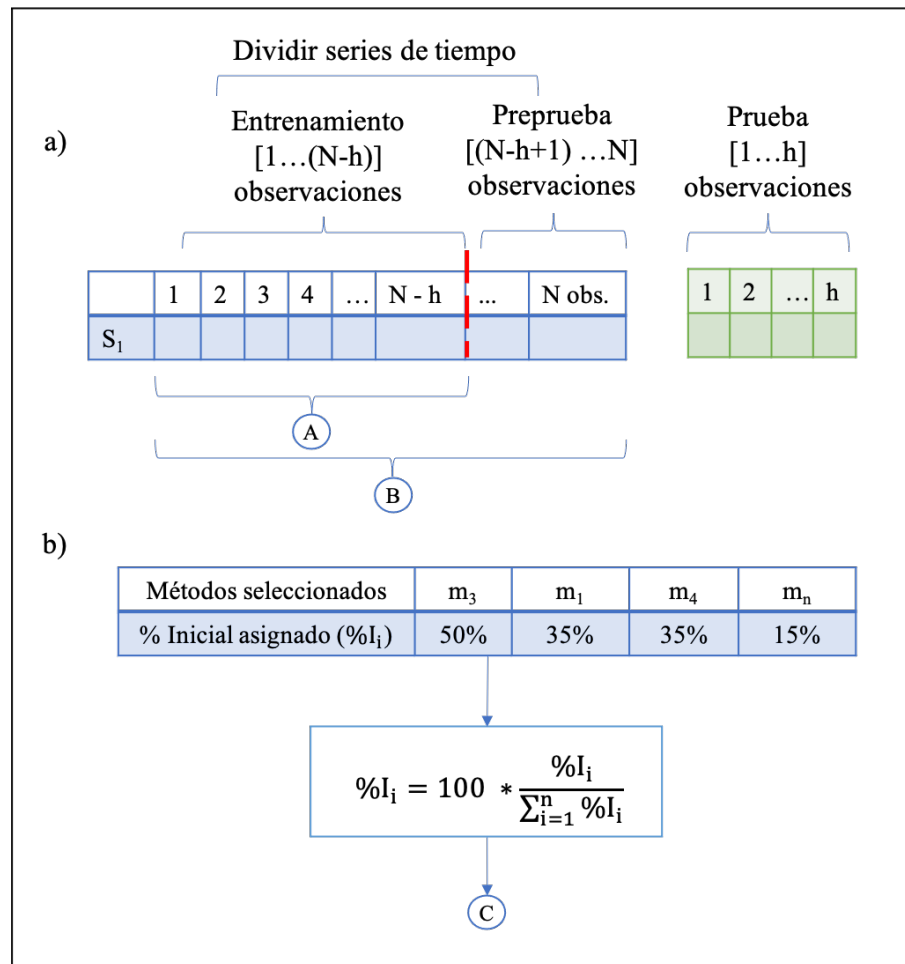 Dividir series de tiempo
a)
Entrenamiento
[1…(N-h)]
observaciones
Preprueba
[(N-h+1) …N]
observaciones
Prueba
[1…h]
observaciones
1 2 3 4 … N - h ... N obs.
S₁
1 2 … h
A
B
b)
Métodos seleccionados m₃ m₁ m₄ mₙ
% Inicial asignado (%Iᵢ) 50% 35% 35% 15%
%Iᵢ = 100 * %Iᵢ / ∑ⁿᵢ₌₁ %Iᵢ
C